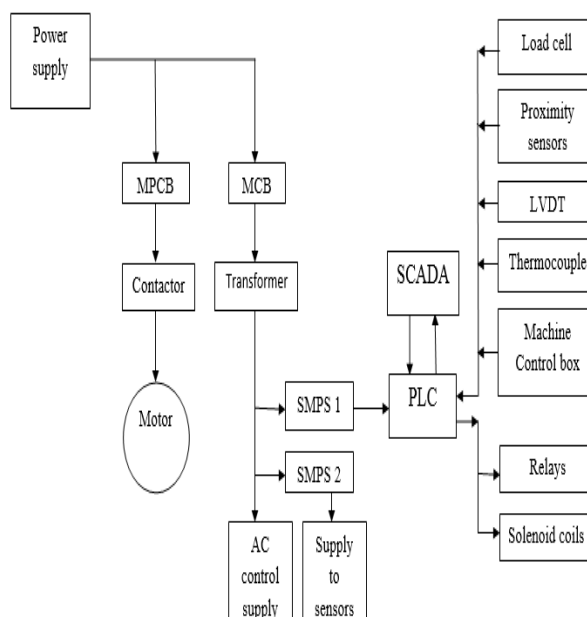 Power
supply
Load cell
Proximity
sensors
MPCB
MCB
LVDT
Thermocouple
SCADA
Contactor
Transformer
Machine
Control box
PLC
SMPS 1
Motor
SMPS 2
Relays
AC
control
supply
Supply
to
sensors
Solenoid coils